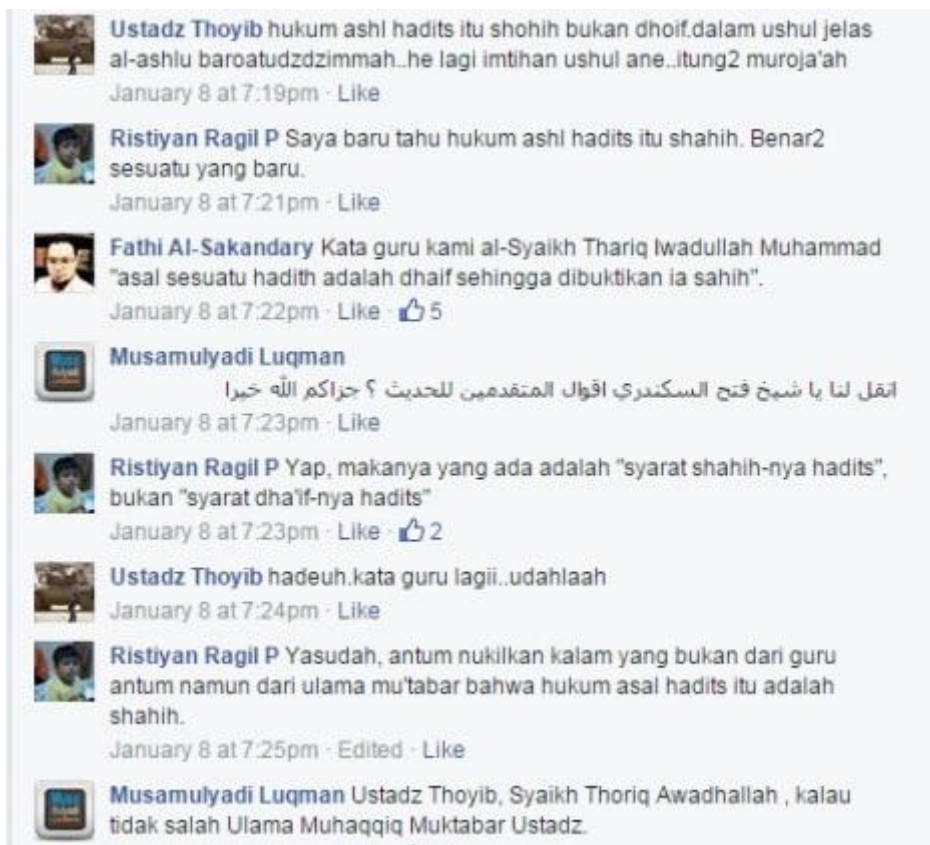 Ustadz Thoyib hukum ashl hadits itu shohih bukan dhoif.dalam ushul jelas
al-ashlu baroatudzdzimmah..he lagi imtihan ushul ane..itung2 muroja'ah
January 8 at 7:19pm · Like
Ristiyan Ragil P Saya baru tahu hukum ashl hadits itu shahih. Benar2
sesuatu yang baru.
January 8 at 7:21pm · Like
Fathi Al-Sakandary Kata guru kami al-Syaikh Thariq Iwadullah Muhammad
"asal sesuatu hadith adalah dhaif sehingga dibuktikan ia sahih".
January 8 at 7:22pm · Like · 5
Musamulyadi Luqman
انقل لنا يا شيخ فتح السكندري اقوال المتقدمين للحديث ؟ جزاكم الله خيرا
January 8 at 7:23pm · Like
Ristiyan Ragil P Yap, makanya yang ada adalah "syarat shahih-nya hadits",
bukan "syarat dha'if-nya hadits"
January 8 at 7:23pm · Like · 2
Ustadz Thoyib hadeuh.kata guru lagii..udahlaah
January 8 at 7:24pm · Like
Ristiyan Ragil P Yasudah, antum nukilkan kalam yang bukan dari guru
antum namun dari ulama mu'tabar bahwa hukum asal hadits itu adalah
shahih.
January 8 at 7:25pm · Edited · Like
Musamulyadi Luqman Ustadz Thoyib, Syaikh Thoriq Awadhallah , kalau
tidak salah Ulama Muhaqqiq Muktabar Ustadz.